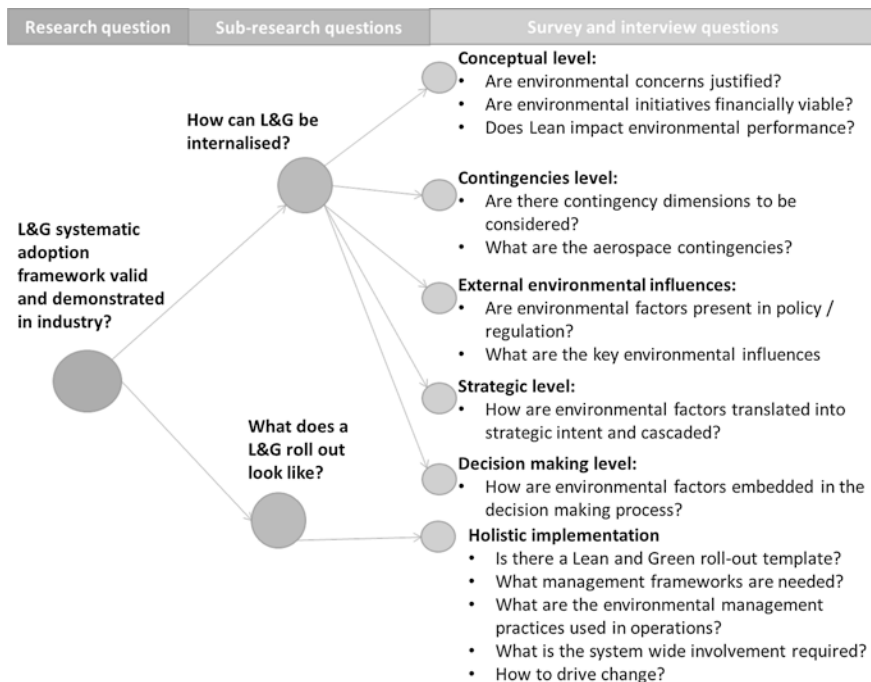 Research question
Sub-research questions
Survey and interview questions
L&G systematic
adoption
framework valid
and demonstrated
in industry?
How can L&G be
internalised?
What does a
L&G roll out
look like?
Conceptual level:
• Are environmental concerns justified?
• Are environmental initiatives financially viable?
• Does Lean impact environmental performance?
Contingencies level:
• Are there contingency dimensions to be
considered?
• What are the aerospace contingencies?
External environmental influences:
• Are environmental factors present in policy /
regulation?
• What are the key environmental influences
Strategic level:
• How are environmental factors translated into
strategic intent and cascaded?
Decision making level:
• How are environmental factors embedded in the
decision making process?
Holistic implementation
• Is there a Lean and Green roll-out template?
• What management frameworks are needed?
• What are the environmental management
practices used in operations?
• What is the system wide involvement required?
• How to drive change?